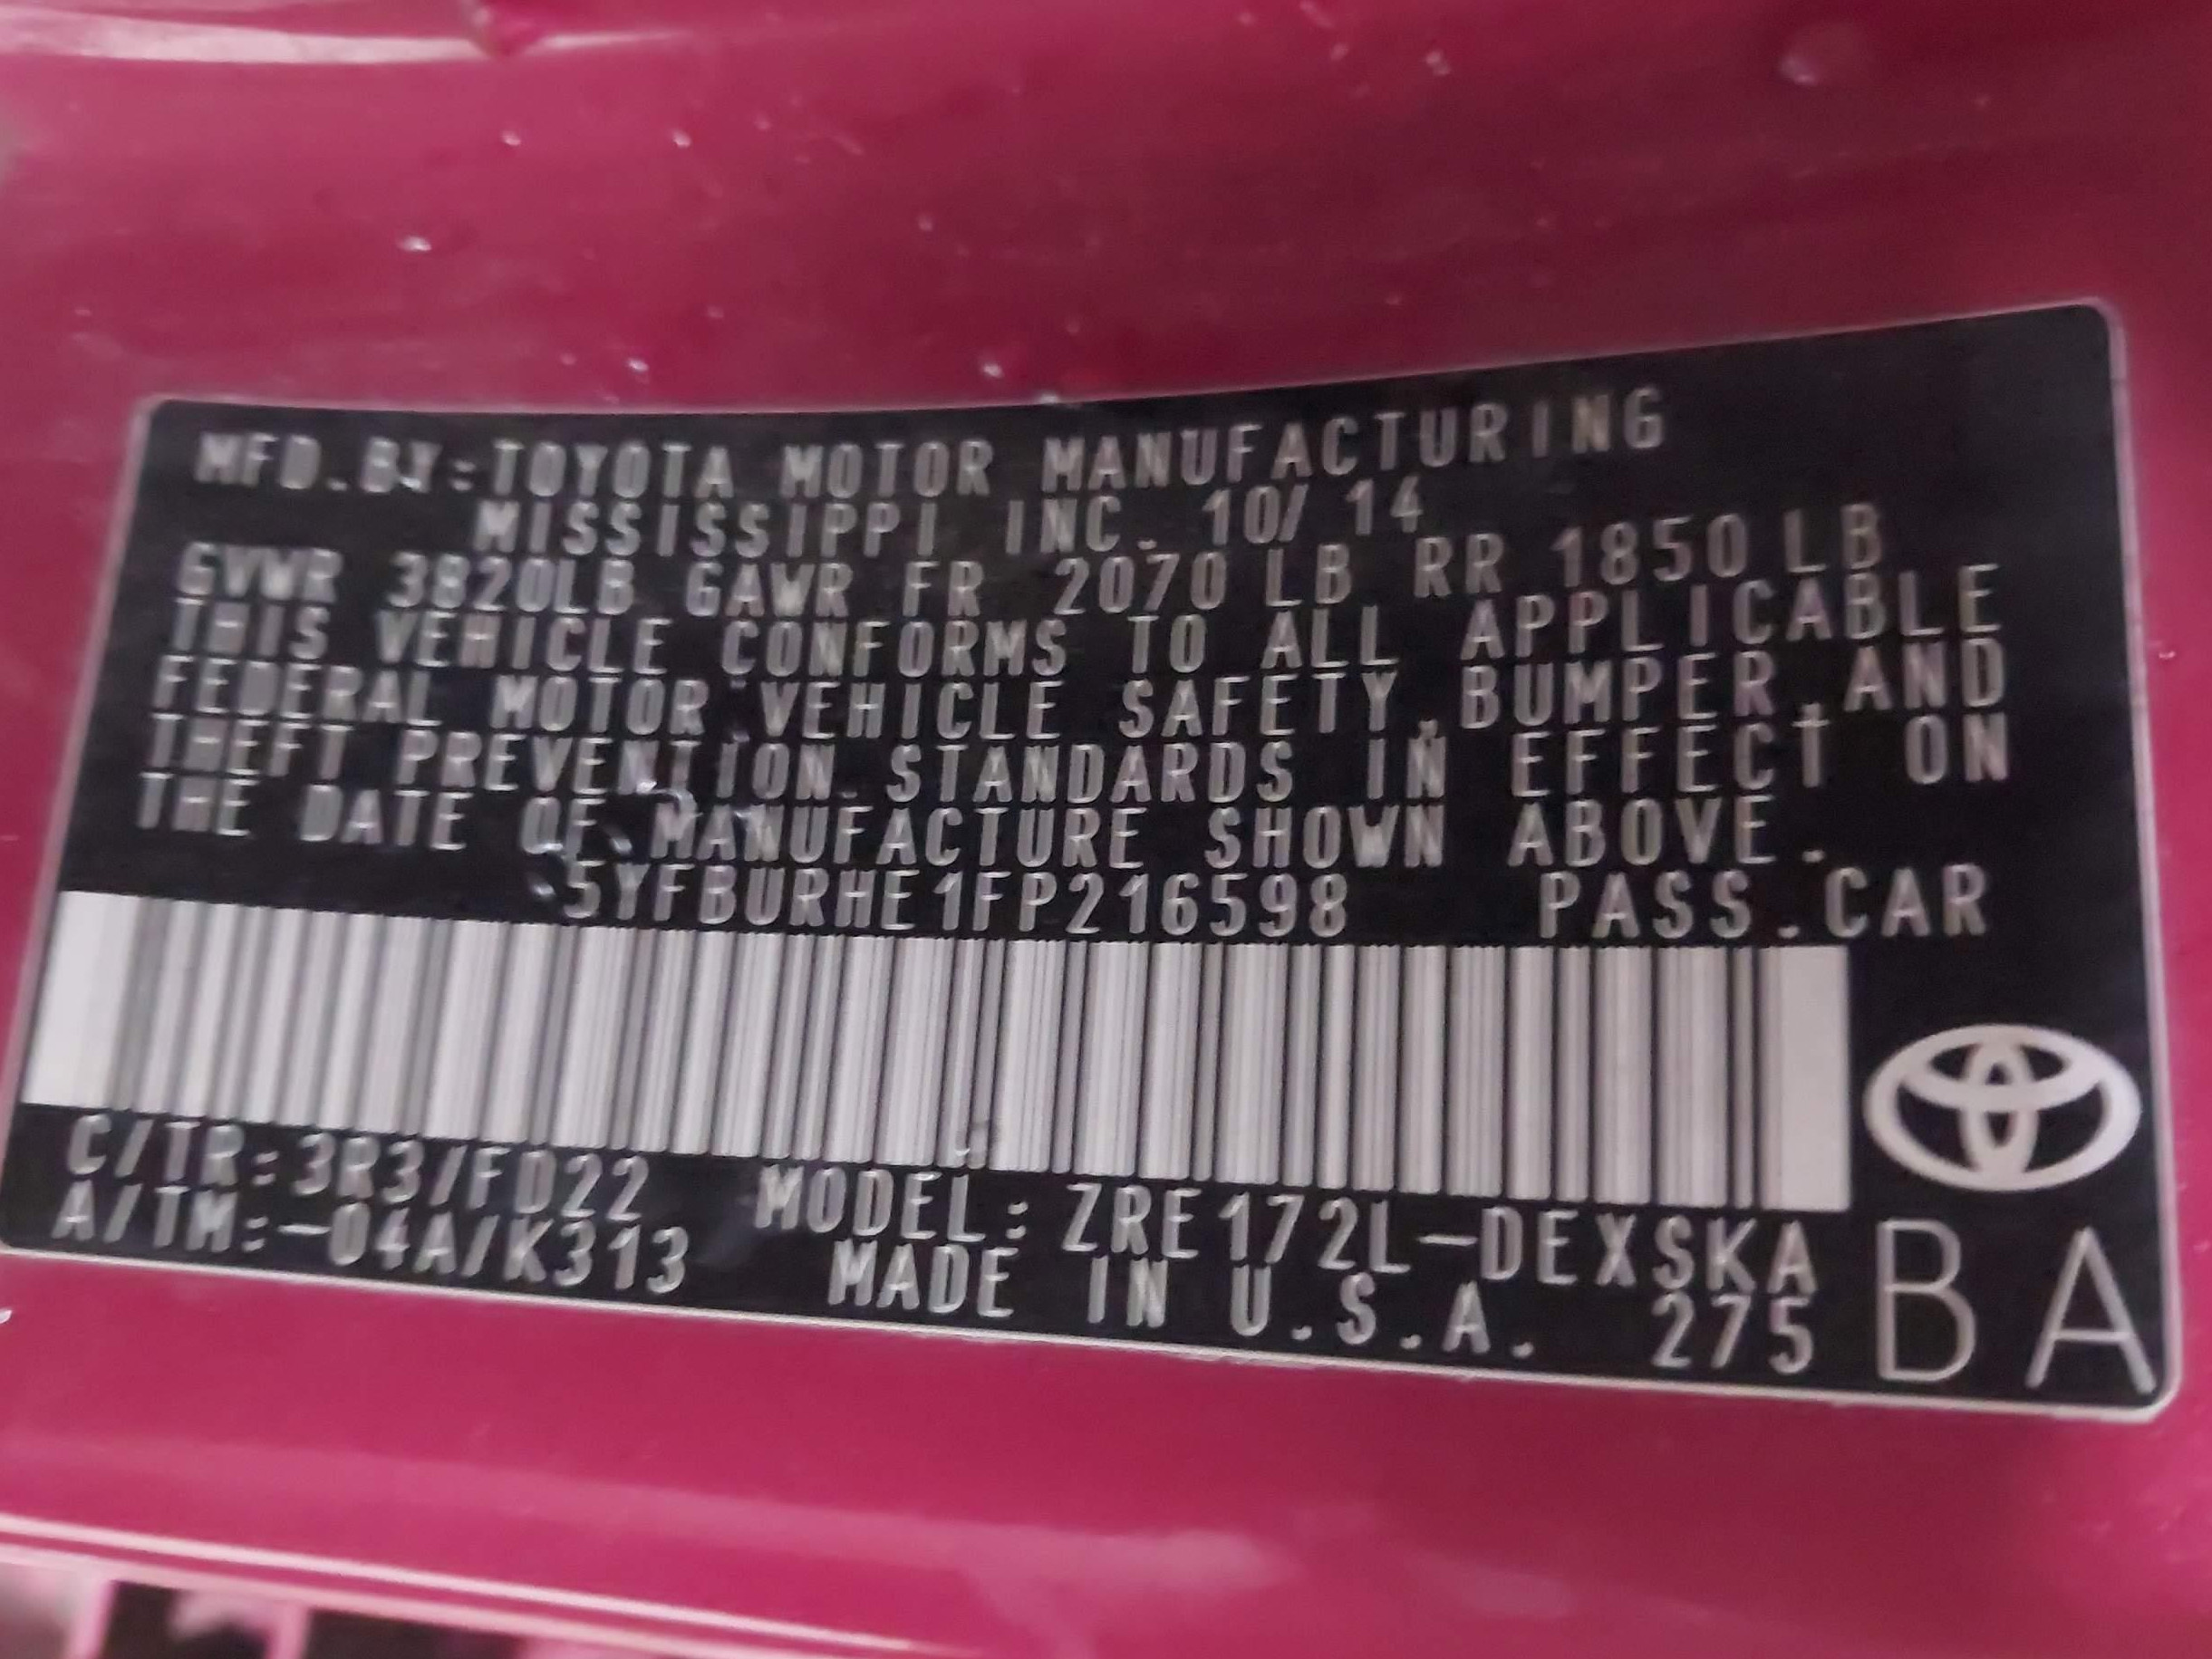 MFD.BY:TOYOTA MOTOR MANUFACTURING
MISSISSIPPI INC. 10/ 14
GVWR 3820LB GAWR FR 2070 LB RR 1850 LB
THIS VEHICLE CONFORMS TO ALL APPLICABLE
FEDERAL MOTOR VEHICLE SAFETY,BUMPER,AND
THEFT PREVENTION STANDARDS IN EFFECT ON
THE DATE OF MANUFACTURE SHOWN ABOVE.
5YFBURHE1FP216598 PASS.CAR
C/TR:3R3/FD22 MODEL:ZRE172L-DEXSKA
A/TM:-04A/K313 MADE IN U.S.A. 275
BA